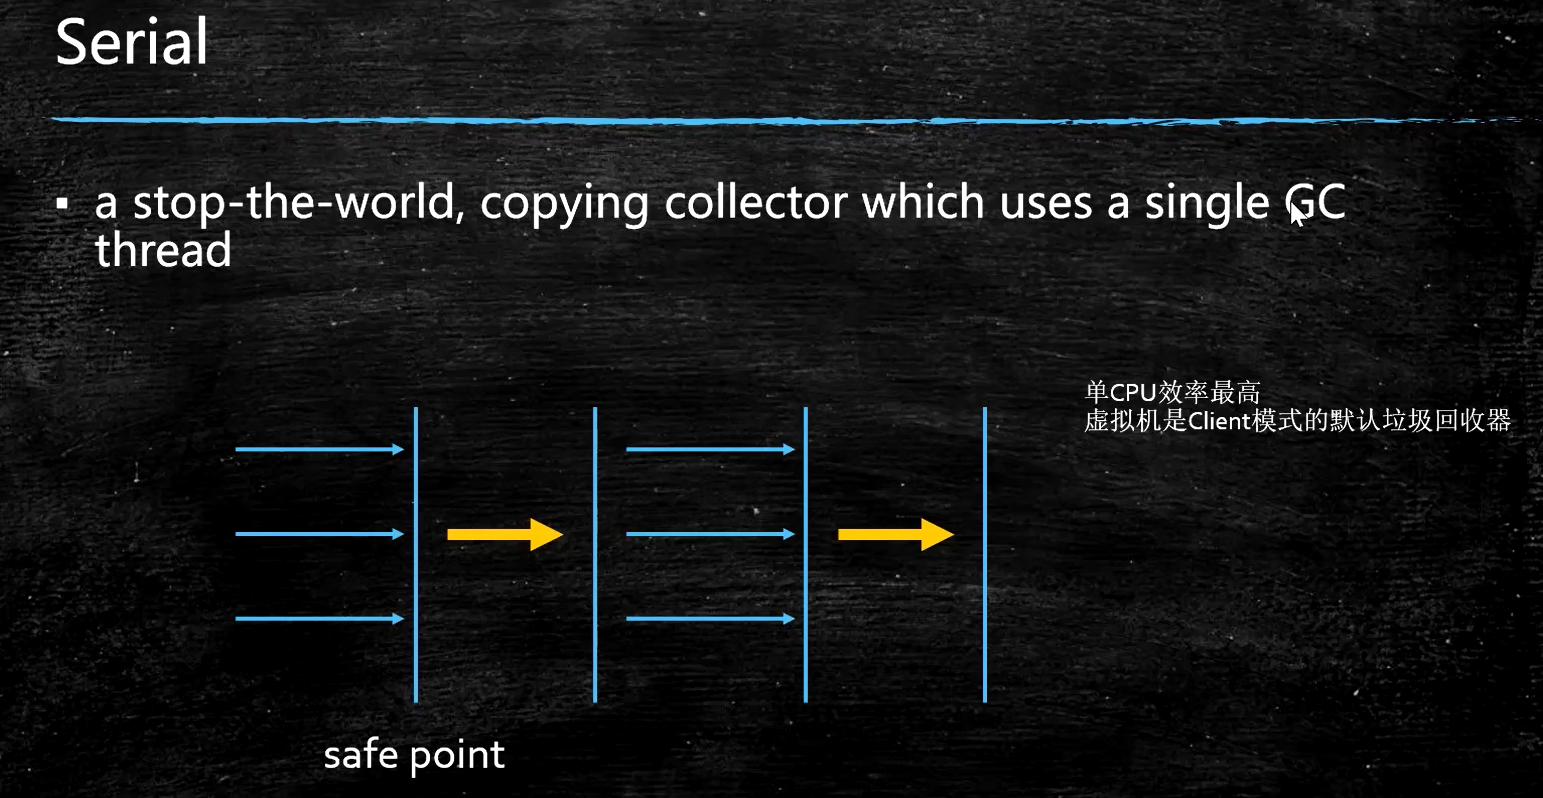 Serial
▪ a stop-the-world, copying collector which uses a single GC
thread
单CPU效率最高
虚拟机是Client模式的默认垃圾回收器
safe point